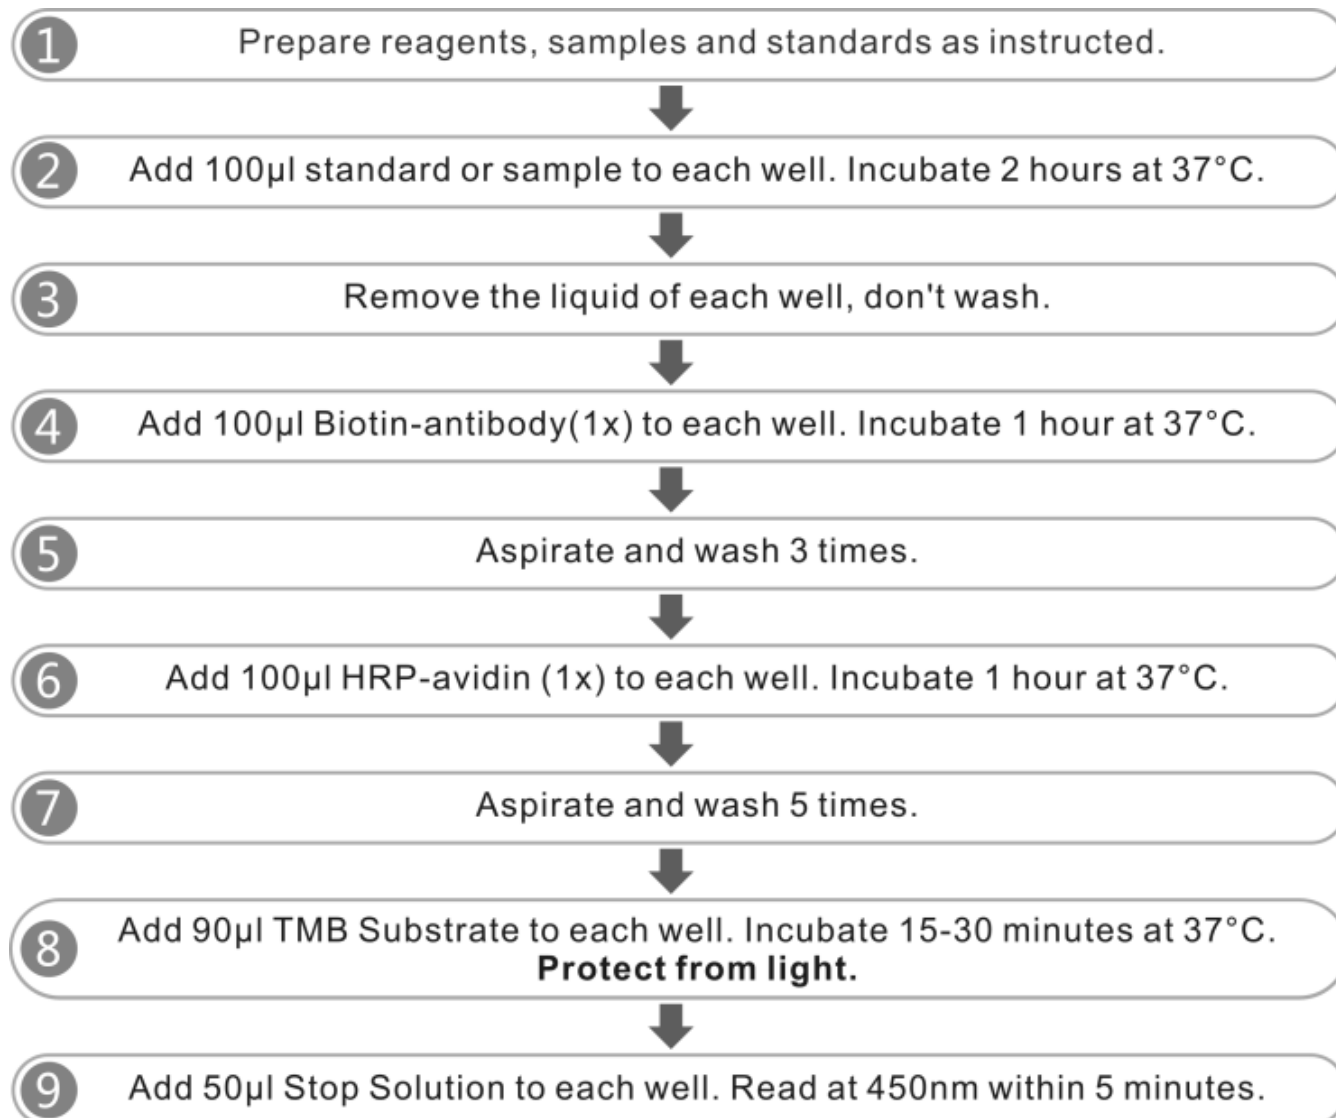 1 Prepare reagents, samples and standards as instructed.
2 Add 100µl standard or sample to each well. Incubate 2 hours at 37°C.
3 Remove the liquid of each well, don't wash.
4 Add 100µl Biotin-antibody(1x) to each well. Incubate 1 hour at 37°C.
5 Aspirate and wash 3 times.
6 Add 100µl HRP-avidin (1x) to each well. Incubate 1 hour at 37°C.
7 Aspirate and wash 5 times.
8 Add 90µl TMB Substrate to each well. Incubate 15-30 minutes at 37°C.
Protect from light.
9 Add 50µl Stop Solution to each well. Read at 450nm within 5 minutes.